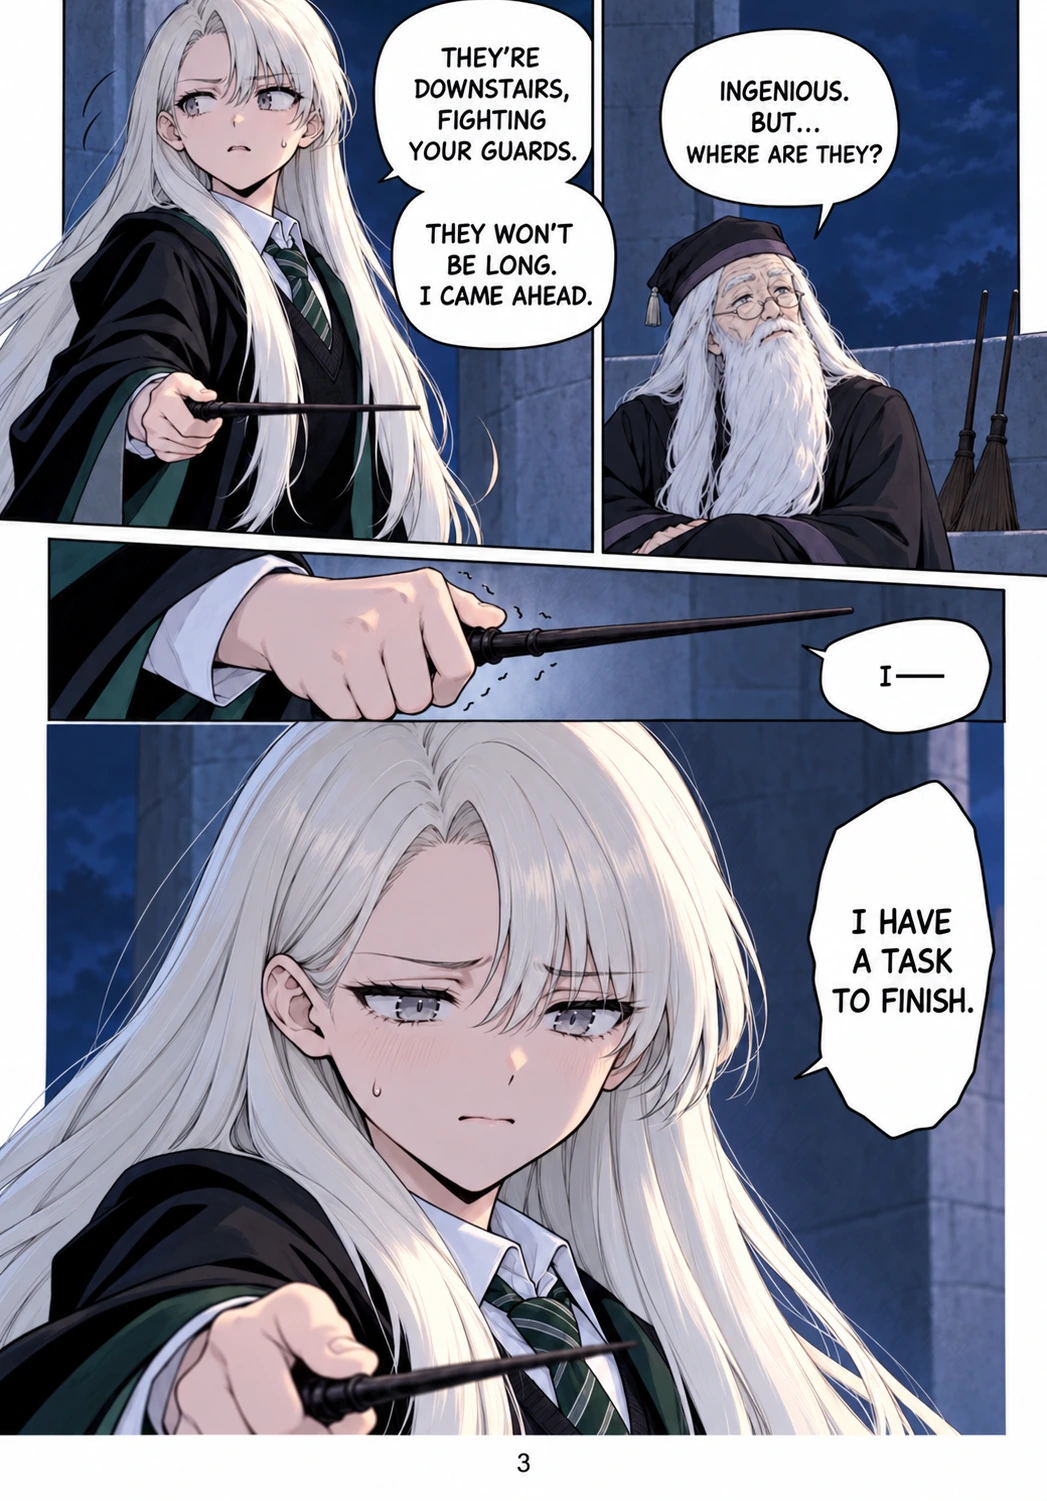 THEY'RE
DOWNSTAIRS,
FIGHTING
YOUR GUARDS.
THEY WON'T
BE LONG.
I CAME AHEAD.
INGENIOUS.
BUT...
WHERE ARE THEY?
I——
I HAVE
A TASK
TO FINISH.
3